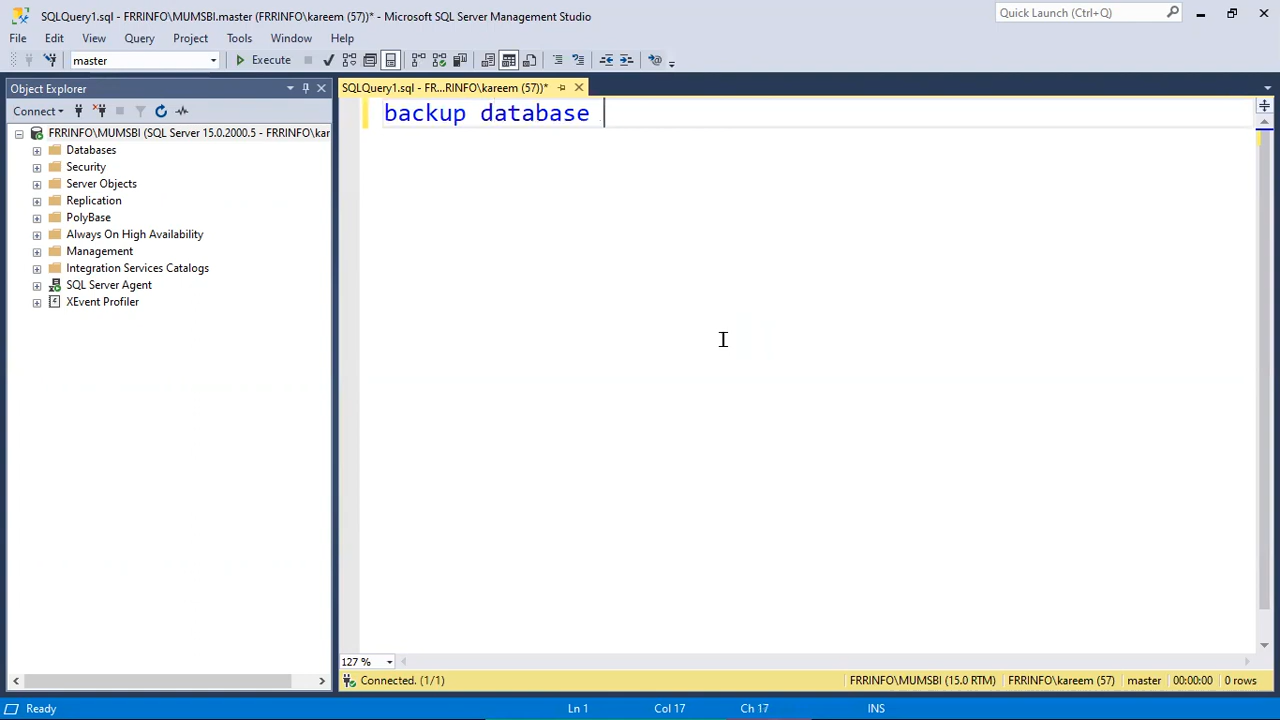 SQLQuery1.sql - FRRINFO\MUMSBI.master (FRRINFO\kareem (57))* - Microsoft SQL Server Management Studio
Quick Launch (Ctrl+Q)
File Edit View Query Project Tools Window Help
master Execute
Object Explorer
SQLQuery1.sql - FR...RINFO\kareem (57))*
Connect
backup database
FRRINFO\MUMSBI (SQL Server 15.0.2000.5 - FRRINFO\kar
Databases
Security
Server Objects
Replication
PolyBase
Always On High Availability
Management
Integration Services Catalogs
SQL Server Agent
XEvent Profiler
127 %
Connected. (1/1) FRRINFO\MUMSBI (15.0 RTM) FRRINFO\kareem (57) master 00:00:00 0 rows
Ready Ln 1 Col 17 Ch 17 INS